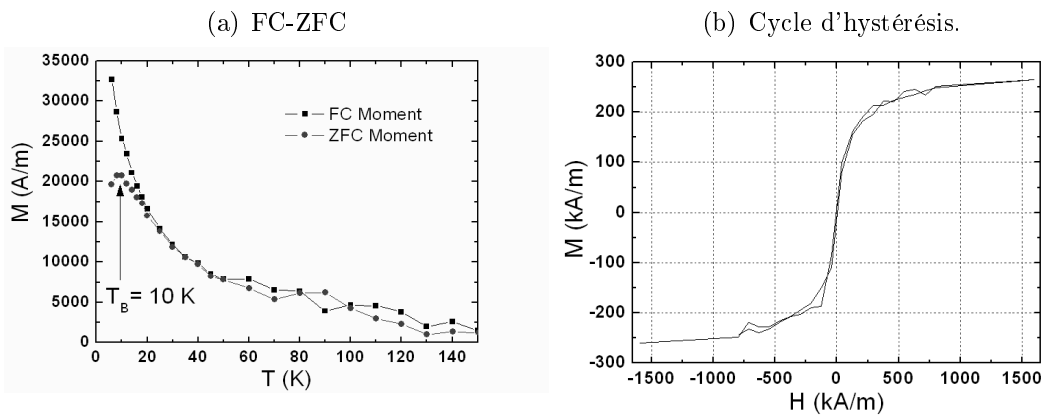 (a) FC-ZFC
M (A/m)
35000
30000
25000
20000
15000
10000
5000
0
FC Moment
ZFC Moment
T_B = 10 K
0 20 40 60 80 100 120 140
T (K)
(b) Cycle d'hystérésis.
M (kA/m)
300
200
100
0
-100
-200
-300
-1500 -1000 -500 0 500 1000 1500
H (kA/m)